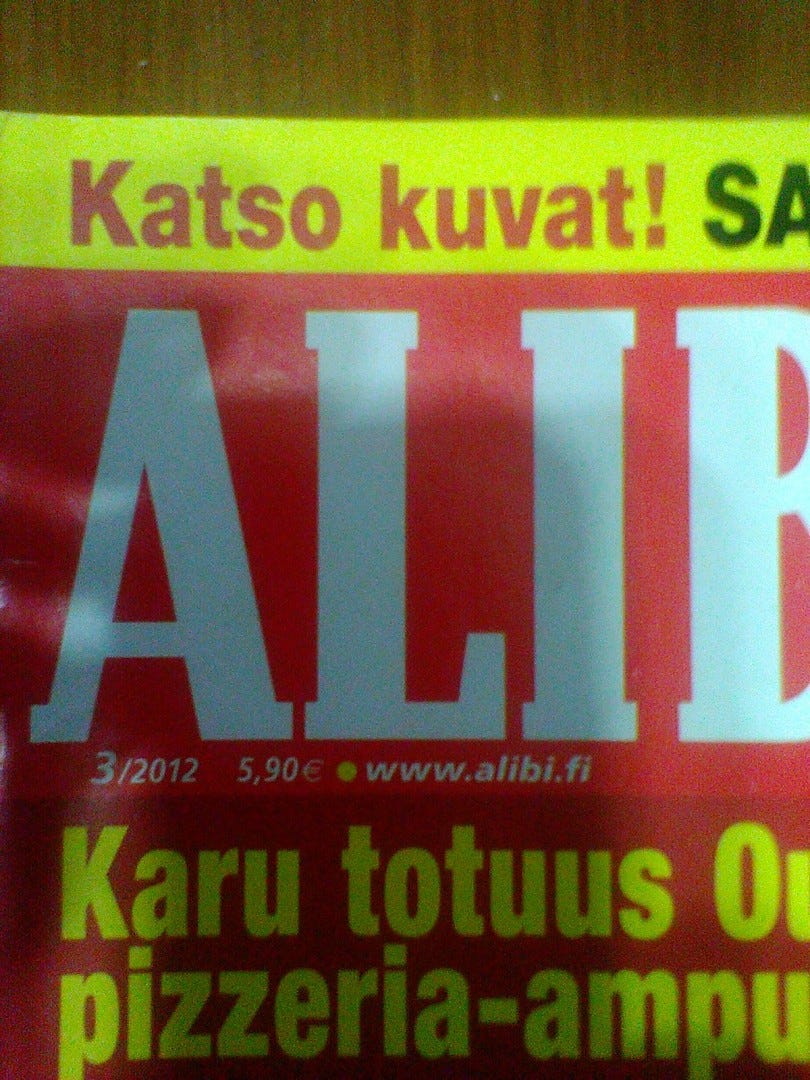 Katso kuvat! SA
ALIB
3/2012 5,90€ • www.alibi.fi
Karu totuus Ou
pizzeria-ampu